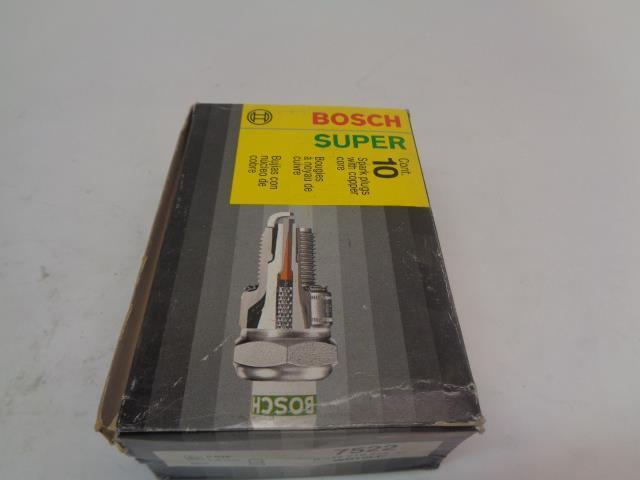 BOSCH
SUPER
Cont.
10
Spark plugs
with copper
core
Bougies
à noyau de
cuivre
Bujías con
núcleo de
cobre
BOSCH
7522